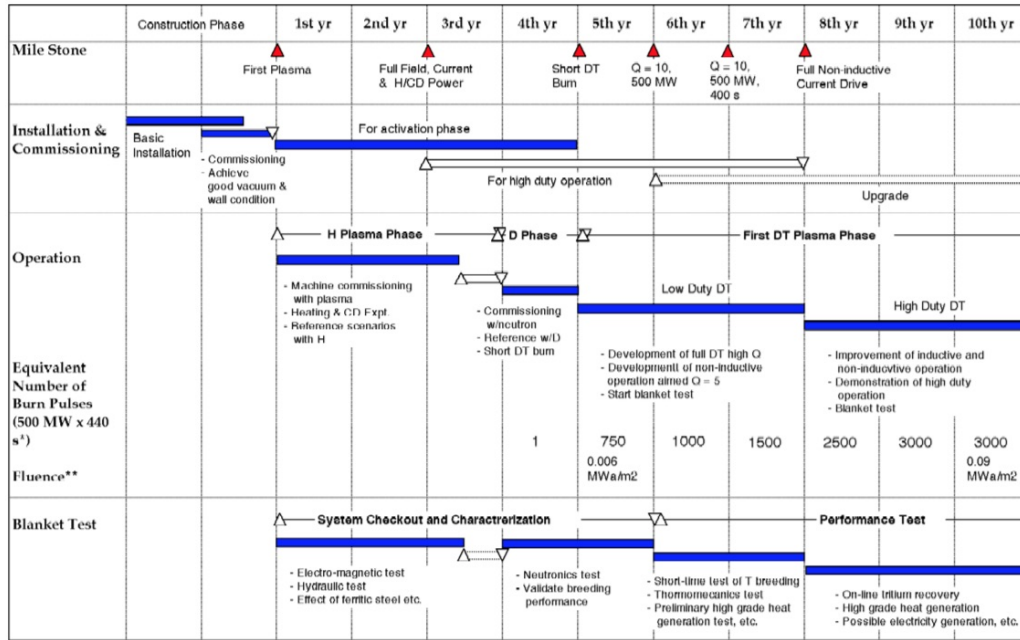 Construction Phase 1st yr 2nd yr 3rd yr 4th yr 5th yr 6th yr 7th yr 8th yr 9th yr 10th yr
Mile Stone
First Plasma
Full Field, Current
& H/CD Power
Short DT
Burn
Q = 10,
500 MW
Q = 10,
500 MW,
400 s
Full Non-inductive
Current Drive
Installation &
Commissioning
Basic
Installation
- Commissioning
- Achieve
good vacuum &
wall condition
For activation phase
For high duty operation
Upgrade
Operation
H Plasma Phase
D Phase
First DT Plasma Phase
Low Duty DT
High Duty DT
- Machine commissioning
with plasma
- Heating & CD Expt.
- Reference scenarios
with H
- Commissioning
w/neutron
- Reference w/D
- Short DT burn
- Development of full DT high Q
- Developmentl of non-inductive
operation aimed Q = 5
- Start blanket test
- Improvement of inductive and
non-inducvtive operation
- Demonstration of high duty
operation
- Blanket test
Equivalent
Number of
Burn Pulses
(500 MW x 440
s*)
1 750 1000 1500 2500 3000 3000
Fluence**
0.006
MWa/m2
0.09
MWa/m2
Blanket Test
System Checkout and Charactrerization
Performance Test
- Electro-magnetic test
- Hydraulic test
- Effect of ferritic steel etc.
- Neutronics test
- Validate breeding
performance
- Short-time test of T breeding
- Thermomecanics test
- Preliminary high grade heat
generation test, etc.
- On-line tritium recovery
- High grade heat generation
- Possible electricity generation, etc.